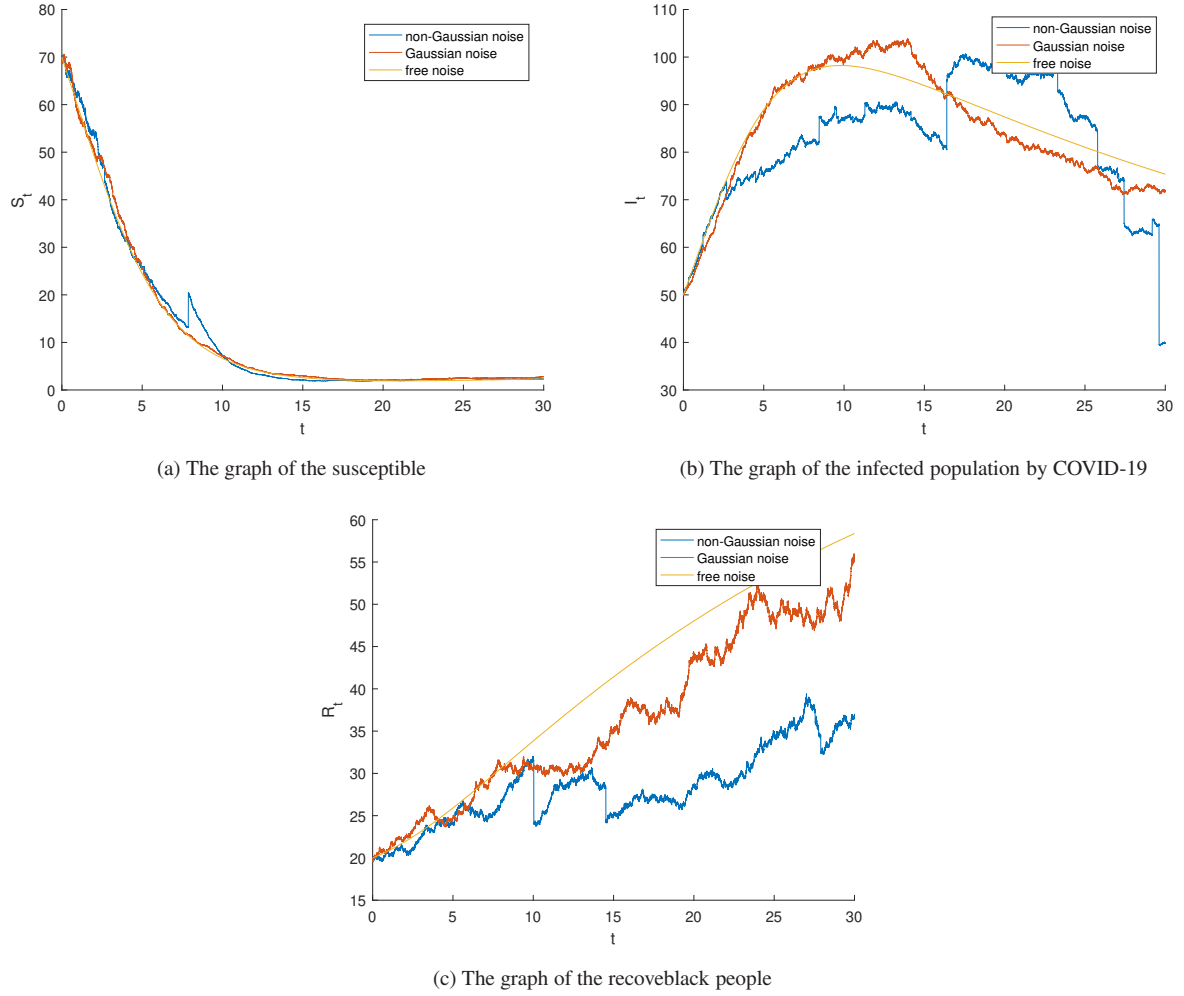 80
70
60
50
40
30
20
10
0
S_t
0 5 10 15 20 25 30
t
non-Gaussian noise
Gaussian noise
free noise
(a) The graph of the susceptible
110
100
90
80
70
60
50
40
30
I_t
0 5 10 15 20 25 30
t
non-Gaussian noise
Gaussian noise
free noise
(b) The graph of the infected population by COVID-19
60
55
50
45
40
35
30
25
20
15
R_t
0 5 10 15 20 25 30
t
non-Gaussian noise
Gaussian noise
free noise
(c) The graph of the recoveblack people